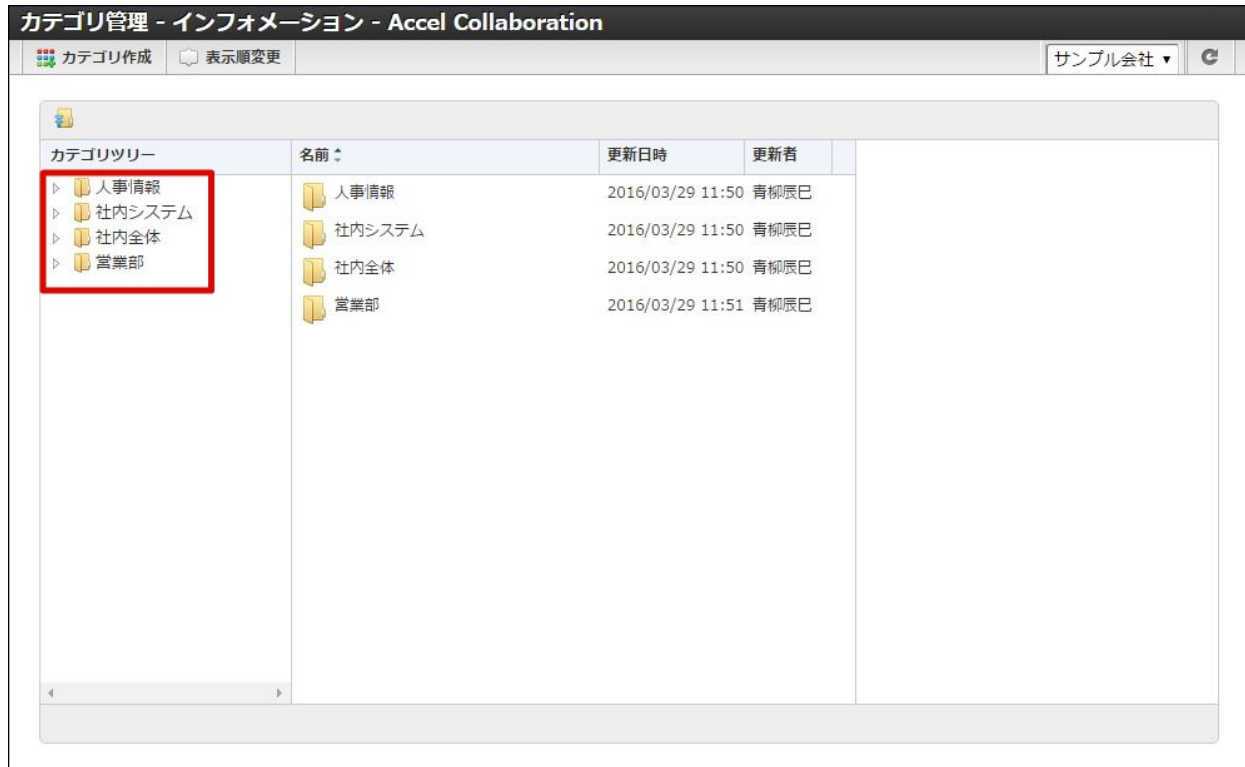 カテゴリ管理 - インフォメーション - Accel Collaboration
カテゴリ作成 表示順変更 サンプル会社
カテゴリツリー 名前 更新日時 更新者
人事情報
社内システム
社内全体
営業部
人事情報 2016/03/29 11:50 青柳辰巳
社内システム 2016/03/29 11:50 青柳辰巳
社内全体 2016/03/29 11:50 青柳辰巳
営業部 2016/03/29 11:51 青柳辰巳